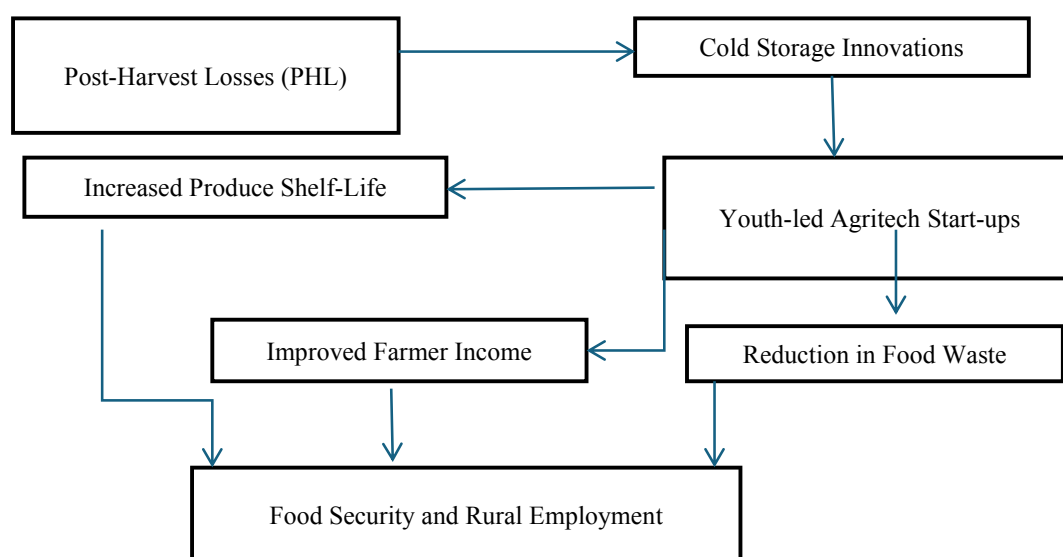 Post-Harvest Losses (PHL)
Cold Storage Innovations
Increased Produce Shelf-Life
Youth-led Agritech Start-ups
Improved Farmer Income
Reduction in Food Waste
Food Security and Rural Employment